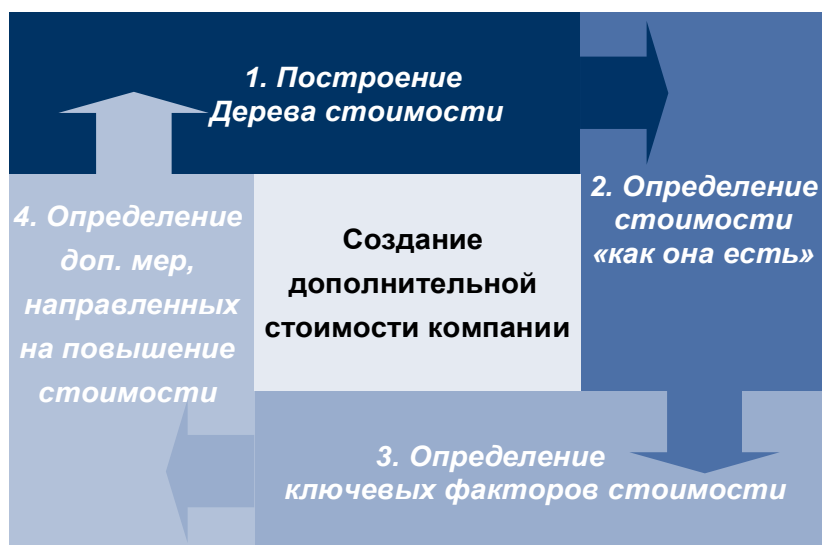 1. Построение
Дерева стоимости
2. Определение
стоимости
«как она есть»
3. Определение
ключевых факторов стоимости
4. Определение
доп. мер,
направленных
на повышение
стоимости
Создание
дополнительной
стоимости компании